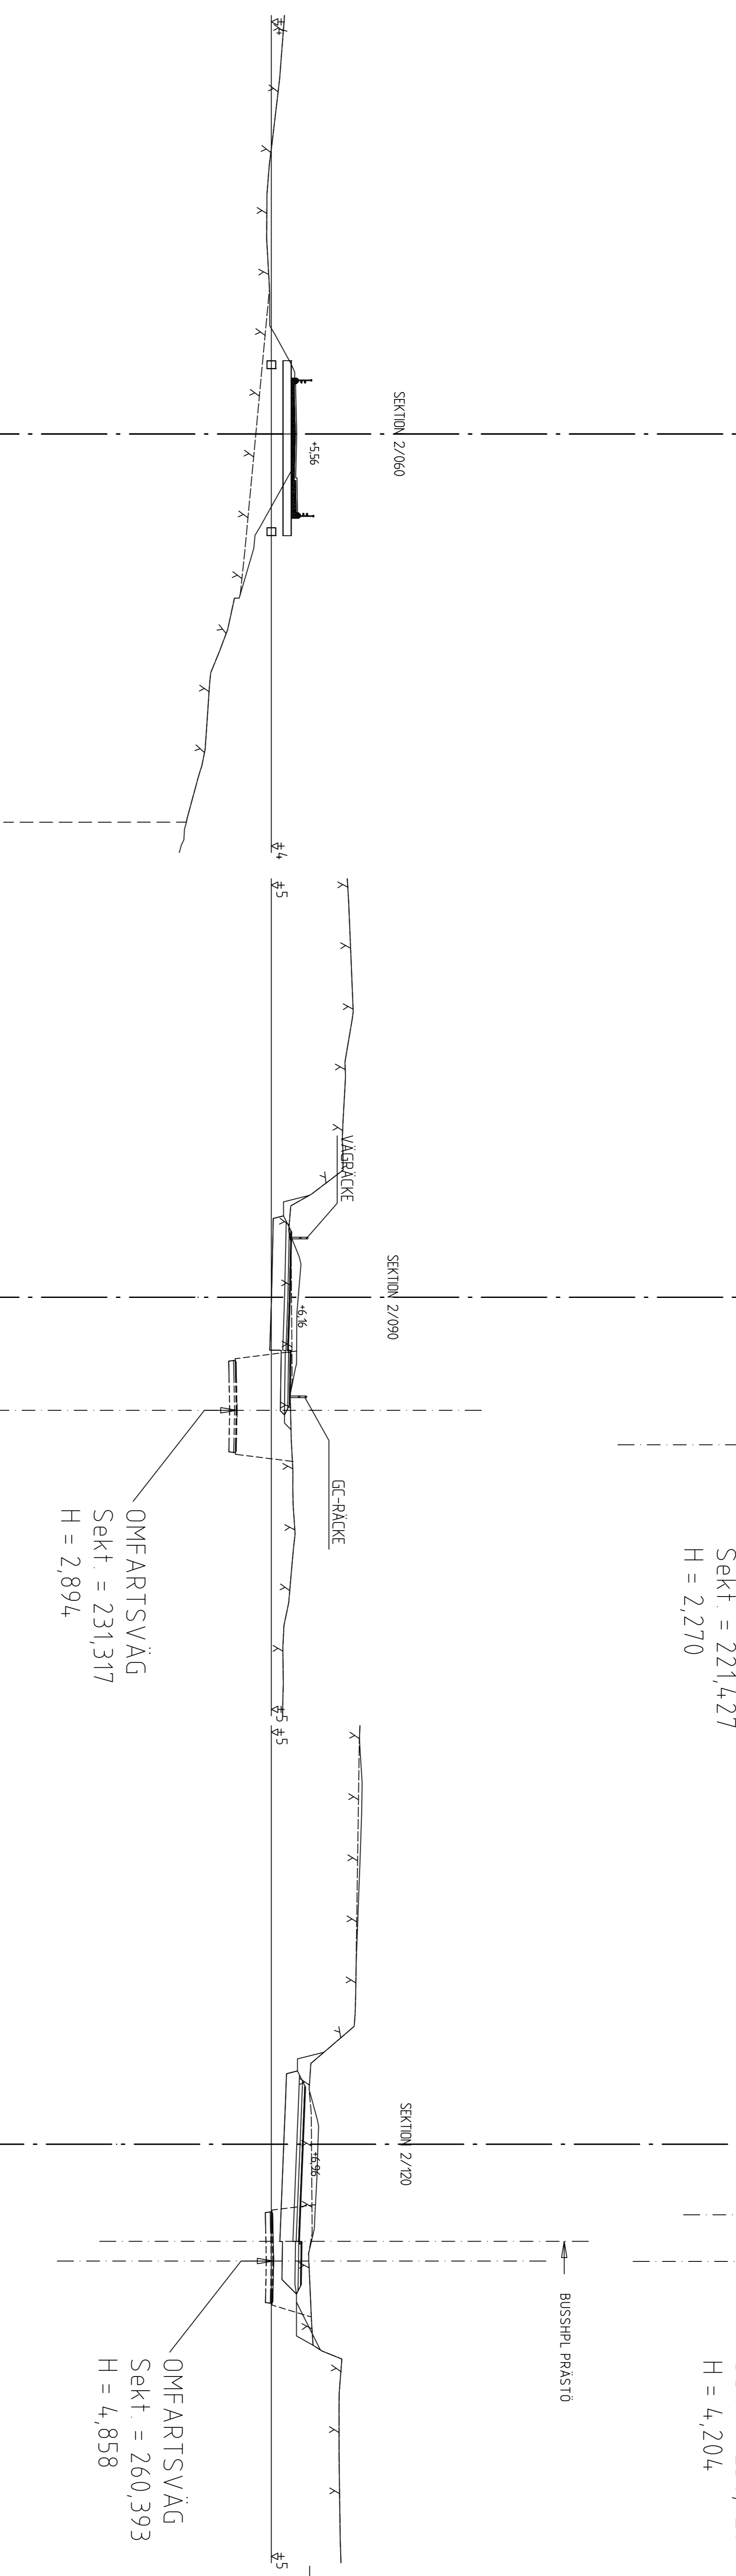 +4
SEKTION 2/060
+5,56
+4
+5
VÄGRÄCKE
SEKTION 2/090
+6,16
GC-RÄCKE
OMFARTSVÄG
Sekt. = 231,317
H = 2,894
Sekt. = 221,427
H = 2,270
+5
+5
SEKTION 2/120
+6,96
BUSSHPL PRÄSTÖ
OMFARTSVÄG
Sekt. = 260,393
H = 4,858
H = 4,204
+5